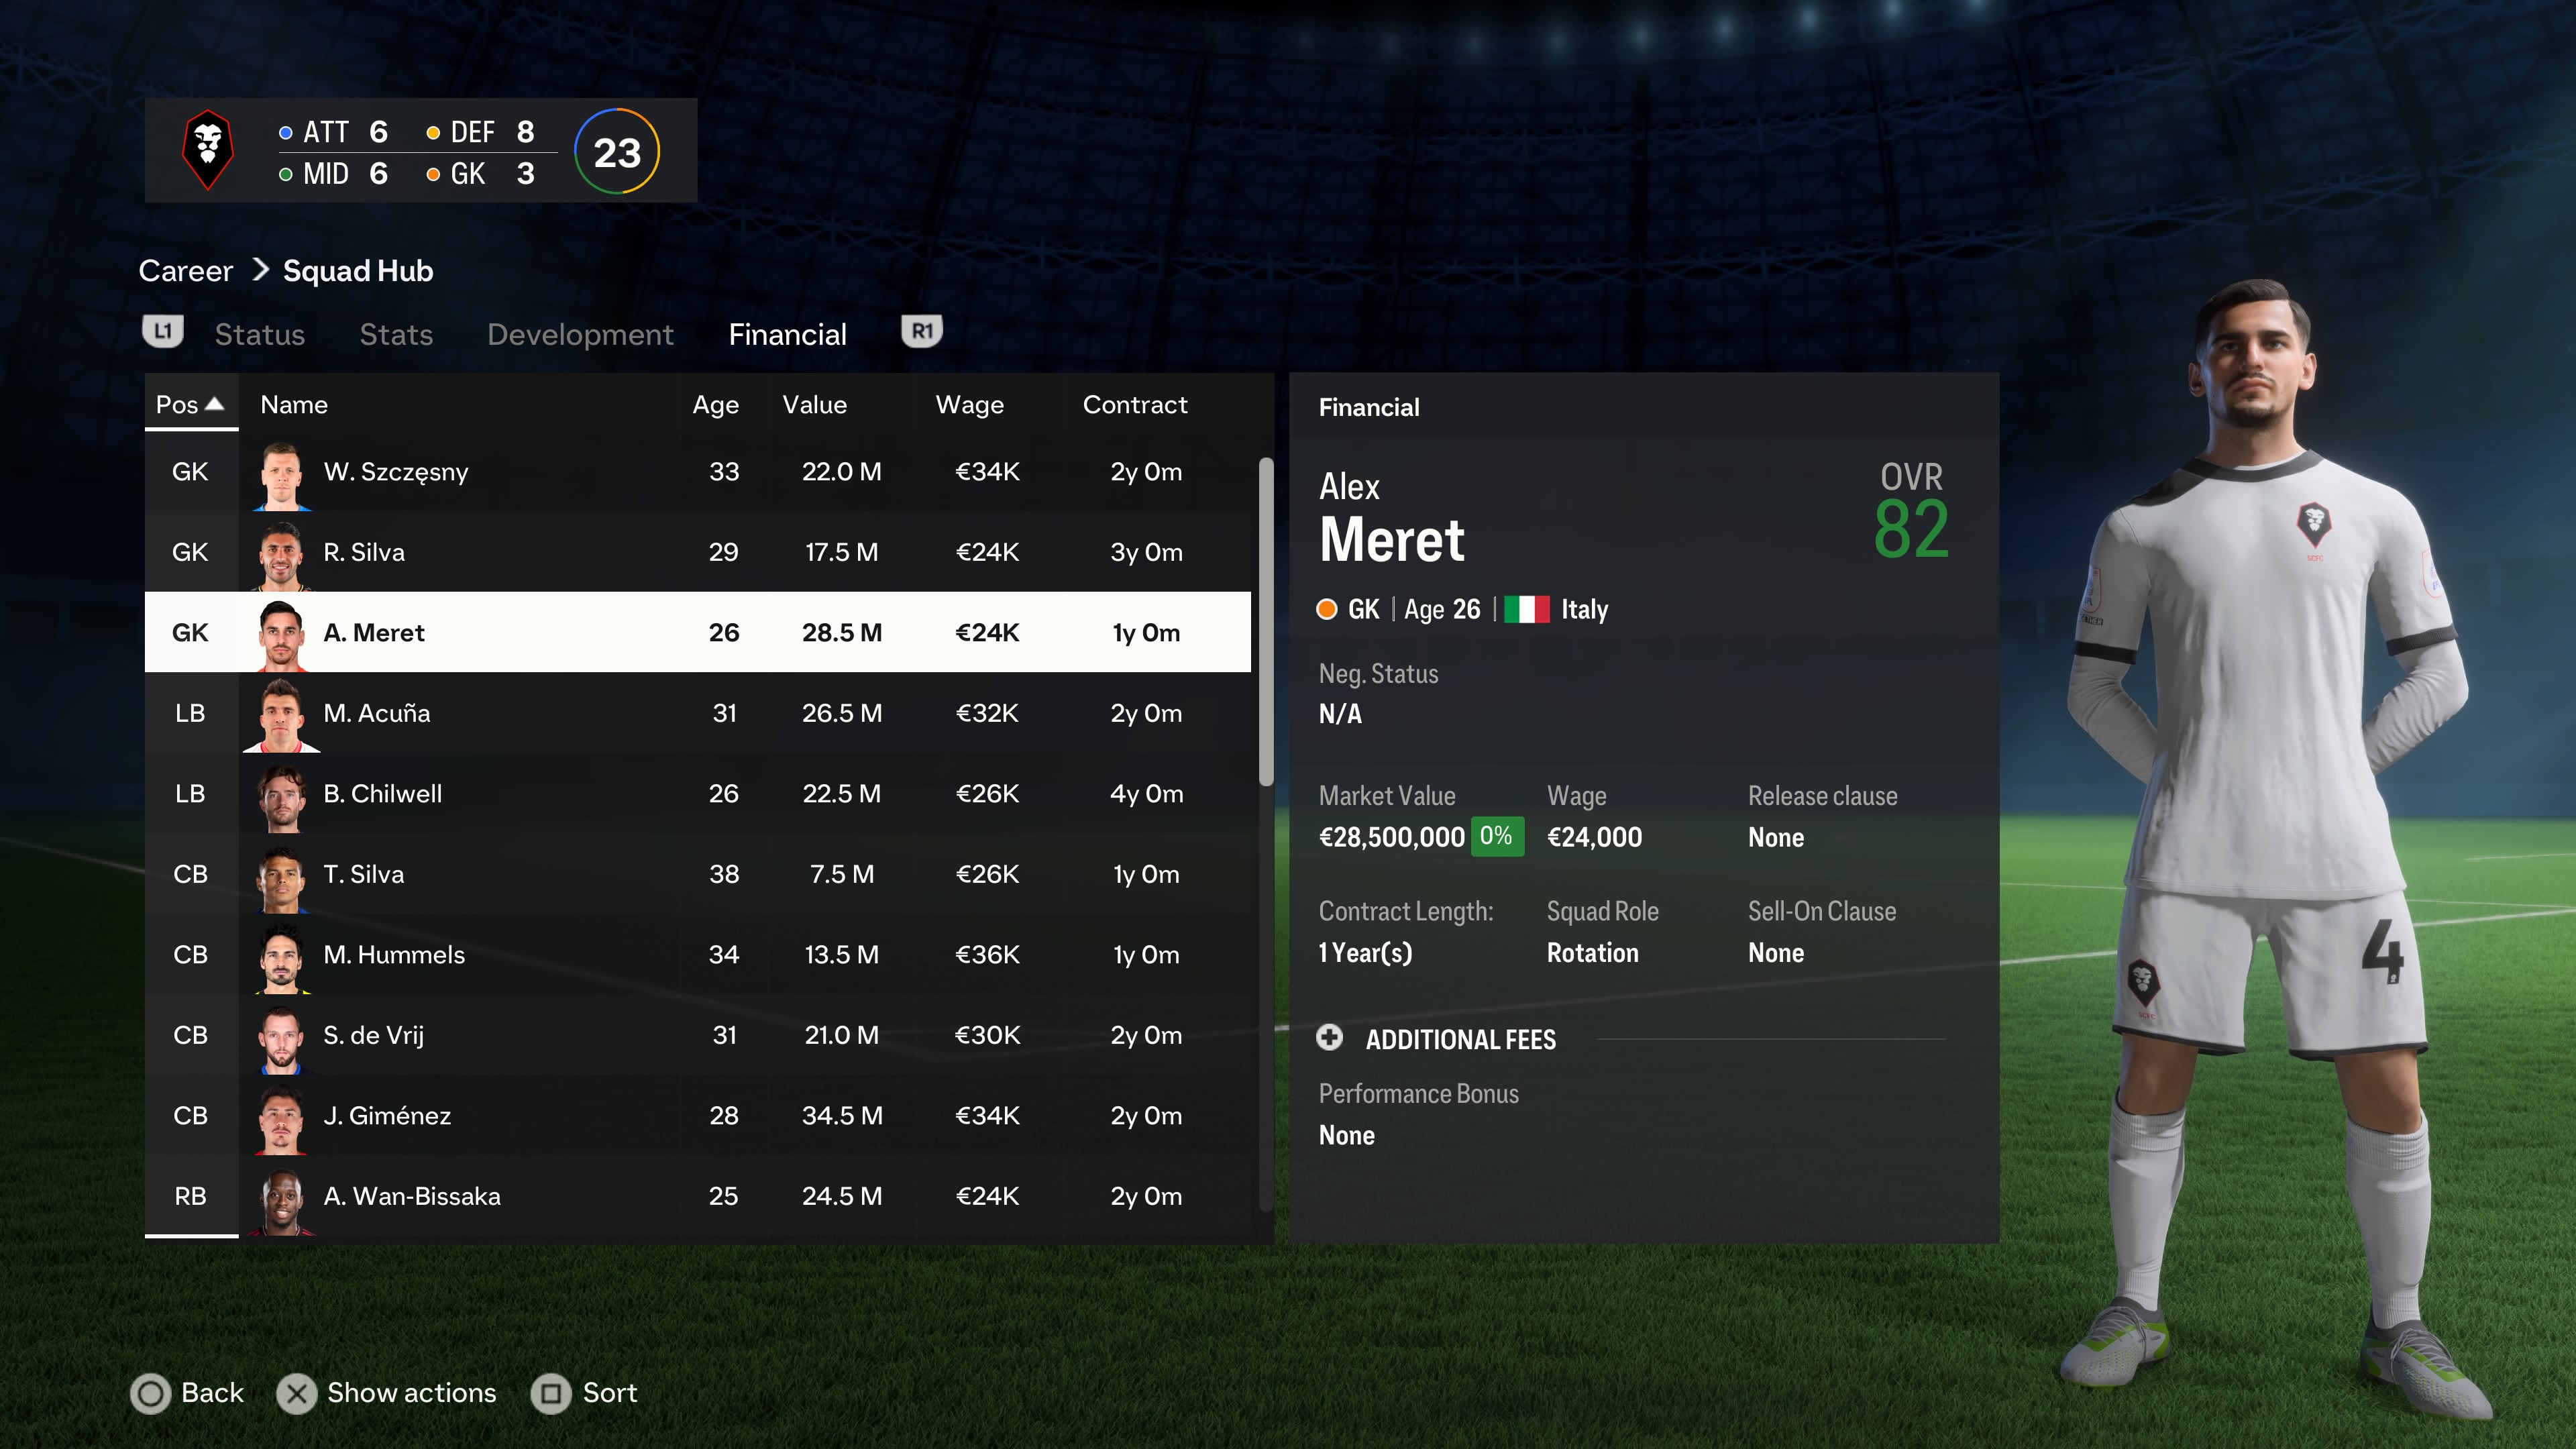 ATT 6 DEF 8
MID 6 GK 3
23
Career > Squad Hub
L1 Status Stats Development Financial R1
Pos Name Age Value Wage Contract
GK W. Szczęsny 33 22.0 M €34K 2y 0m
GK R. Silva 29 17.5 M €24K 3y 0m
GK A. Meret 26 28.5 M €24K 1y 0m
LB M. Acuña 31 26.5 M €32K 2y 0m
LB B. Chilwell 26 22.5 M €26K 4y 0m
CB T. Silva 38 7.5 M €26K 1y 0m
CB M. Hummels 34 13.5 M €36K 1y 0m
CB S. de Vrij 31 21.0 M €30K 2y 0m
CB J. Giménez 28 34.5 M €34K 2y 0m
RB A. Wan-Bissaka 25 24.5 M €24K 2y 0m
Financial
Alex
Meret
OVR
82
GK | Age 26 | Italy
Neg. Status
N/A
Market Value Wage Release clause
€28,500,000 0% €24,000 None
Contract Length: Squad Role Sell-On Clause
1 Year(s) Rotation None
ADDITIONAL FEES
Performance Bonus
None
SCFC
4
Back Show actions Sort